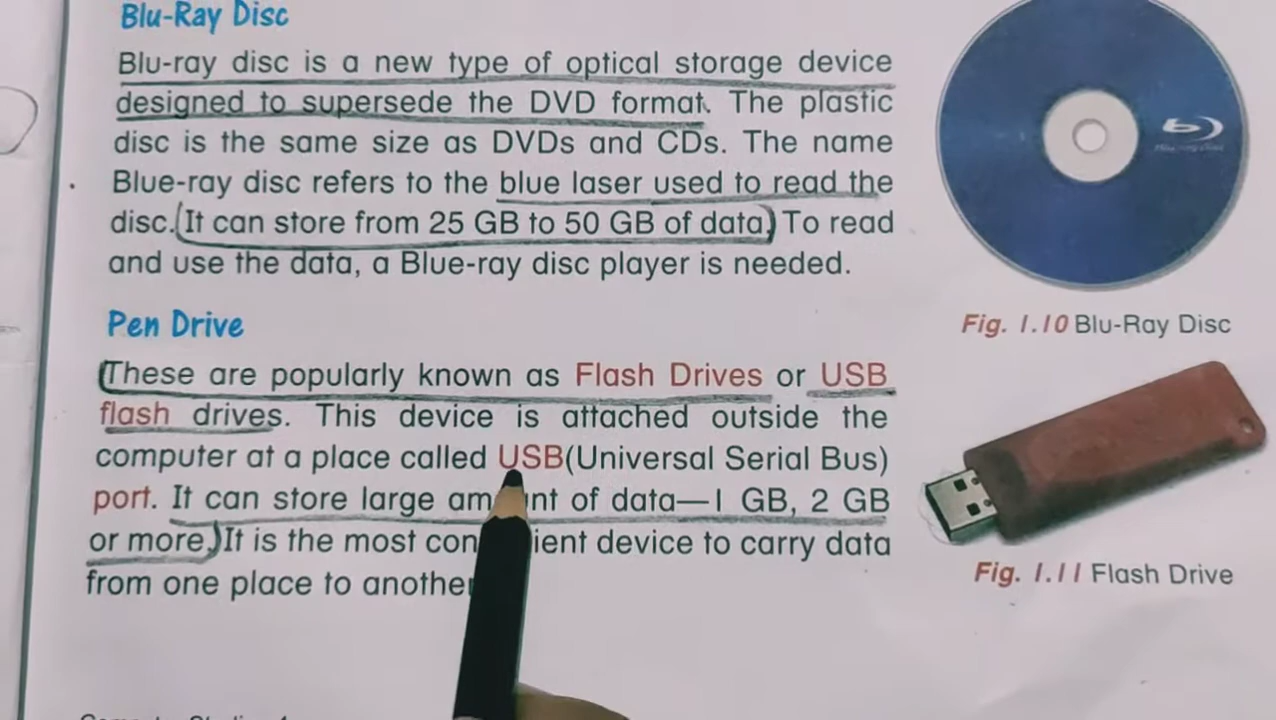 Blu-Ray Disc
Blu-ray disc is a new type of optical storage device
designed to supersede the DVD format. The plastic
disc is the same size as DVDs and CDs. The name
Blue-ray disc refers to the blue laser used to read the
disc. It can store from 25 GB to 50 GB of data. To read
and use the data, a Blue-ray disc player is needed.
Fig. 1.10 Blu-Ray Disc
Pen Drive
These are popularly known as Flash Drives or USB
flash drives. This device is attached outside the
computer at a place called USB(Universal Serial Bus)
port. It can store large am nt of data—1 GB, 2 GB
or more. It is the most con ient device to carry data
from one place to another
Fig. 1.11 Flash Drive